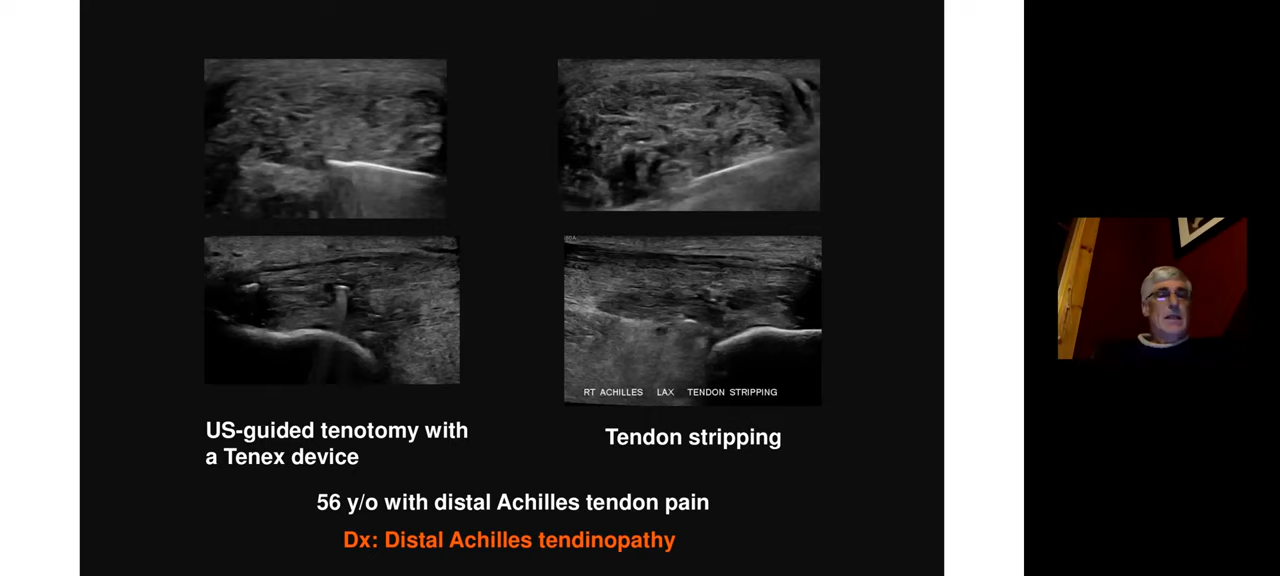 RT ACHILLES LAX TENDON STRIPPING
US-guided tenotomy with
a Tenex device
Tendon stripping
56 y/o with distal Achilles tendon pain
Dx: Distal Achilles tendinopathy